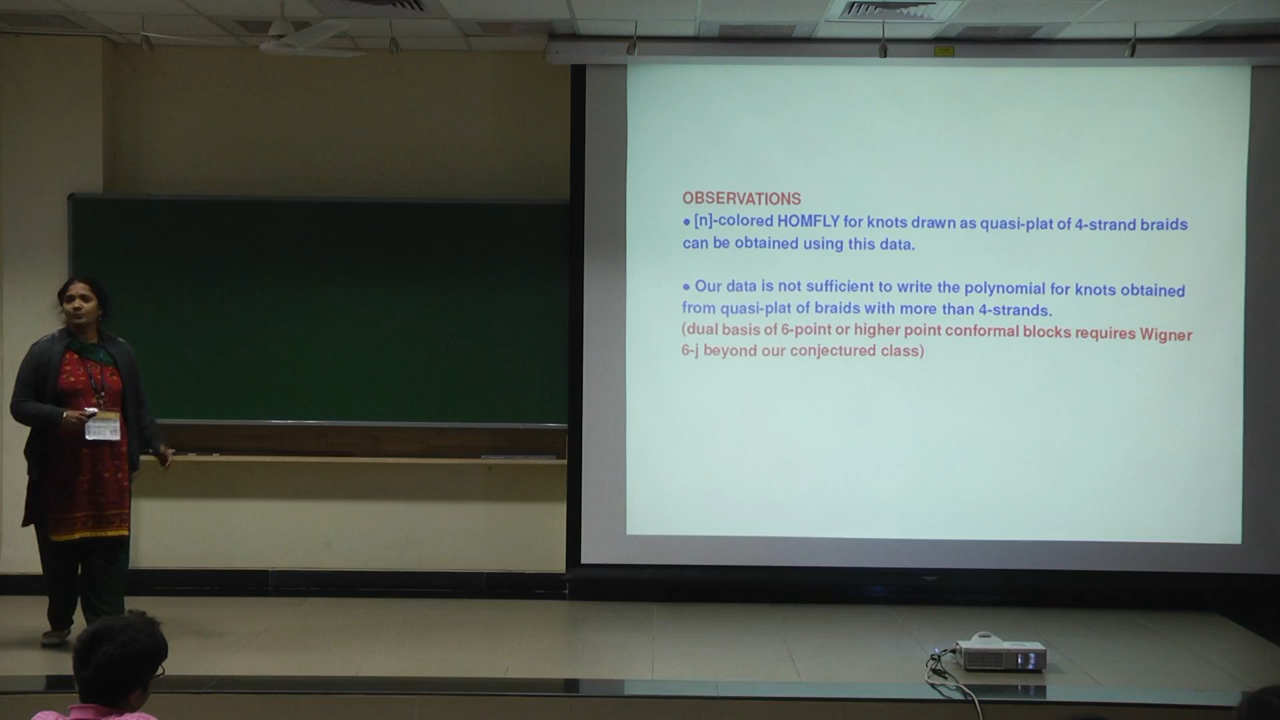 OBSERVATIONS
• [n]-colored HOMFLY for knots drawn as quasi-plat of 4-strand braids
can be obtained using this data.
• Our data is not sufficient to write the polynomial for knots obtained
from quasi-plat of braids with more than 4-strands.
(dual basis of 6-point or higher point conformal blocks requires Wigner
6-j beyond our conjectured class)